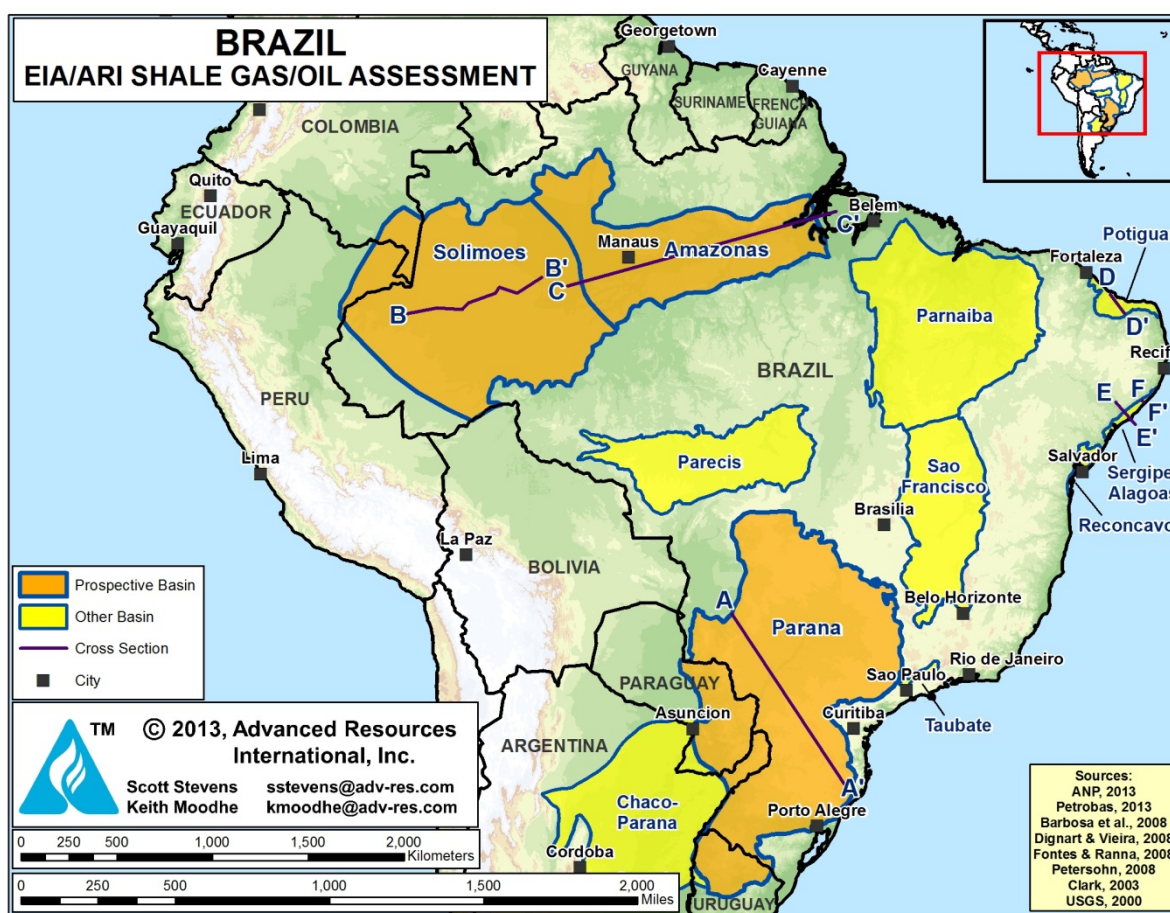 BRAZIL
EIA/ARI SHALE GAS/OIL ASSESSMENT
Georgetown
GUYANA
Cayenne
SURINAME
FRENCH
GUIANA
COLOMBIA
Quito
ECUADOR
Guayaquil
Solimoes
Manaus
Amazonas
Belem
C'
B'
C
B
Potigua
Fortaleza
D
D'
Parnaiba
BRAZIL
Recif
E
F
F'
E'
PERU
Lima
Parecis
Sao
Francisco
Salvador
Sergipe
Alagoas
Reconcavo
Brasilia
La Paz
BOLIVIA
Belo Horizonte
A
Parana
Rio de Janeiro
Sao Paulo
Taubate
PARAGUAY
Asuncion
Curitiba
ARGENTINA
A'
Porto Alegre
Chaco-
Parana
Cordoba
URUGUAY
Prospective Basin
Other Basin
Cross Section
City
TM
© 2013, Advanced Resources
International, Inc.
Scott Stevens sstevens@adv-res.com
Keith Moodhe kmoodhe@adv-res.com
0 250 500 1,000 1,500 2,000
Kilometers
0 250 500 1,000 1,500 2,000
Miles
Sources:
ANP, 2013
Petrobas, 2013
Barbosa et al., 2008
Dignart & Vieira, 2008
Fontes & Ranna, 2008
Petersohn, 2008
Clark, 2003
USGS, 2000